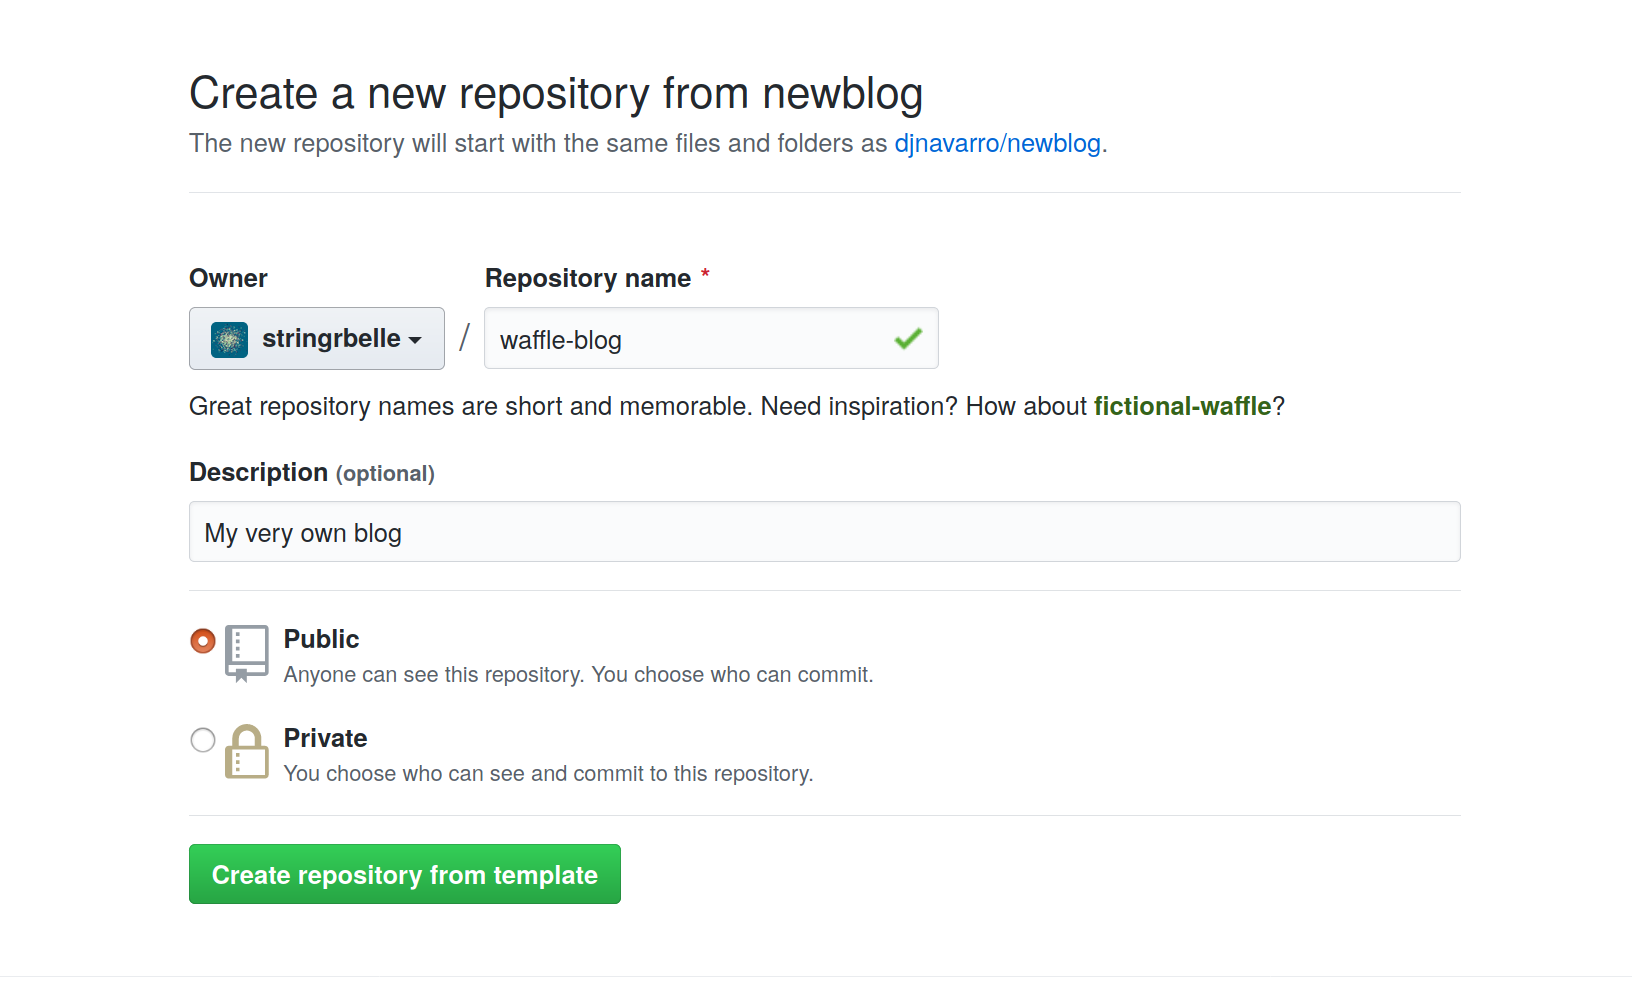 Create a new repository from newblog
The new repository will start with the same files and folders as djnavarro/newblog.
Owner
Repository name *
stringrbelle / waffle-blog
Great repository names are short and memorable. Need inspiration? How about fictional-waffle?
Description (optional)
My very own blog
Public
Anyone can see this repository. You choose who can commit.
Private
You choose who can see and commit to this repository.
Create repository from template